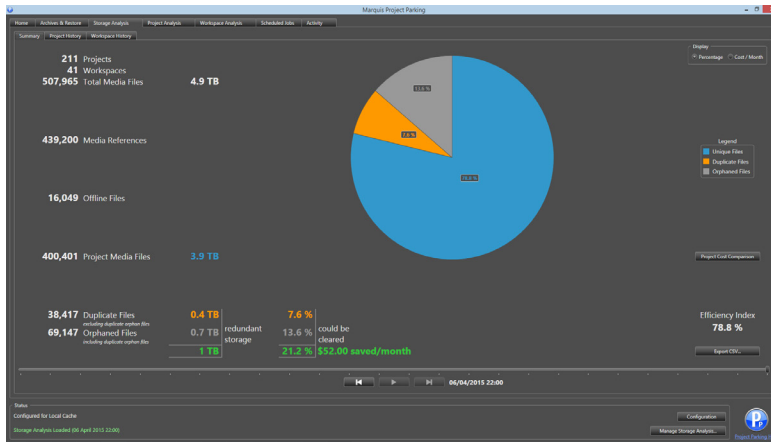 Marquis Project Parking
Home Archives & Restore Storage Analysis Project Analysis Workspace Analysis Scheduled Jobs Activity
Summary Project History Workspace History
Display
Percentage Cost / Month
211 Projects
41 Workspaces
507,965 Total Media Files 4.9 TB
13.6 %
7.6 %
78.8 %
439,200 Media References
Legend
Unique Files
Duplicate Files
Orphaned Files
16,049 Offline Files
400,401 Project Media Files 3.9 TB
Project Cost Comparison
38,417 Duplicate Files 0.4 TB 7.6 %
excluding duplicate orphan files
69,147 Orphaned Files 0.7 TB redundant storage 13.6 % could be cleared
including duplicate orphan files
1 TB 21.2 % $52.00 saved/month
Efficiency Index
78.8 %
Export CSV...
06/04/2015 22:00
Status
Configured for Local Cache
Configuration
Storage Analysis Loaded (06 April 2015 22:00)
Manage Storage Analysis...
Pp
Project Parking